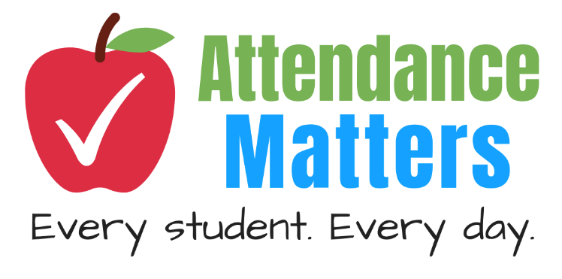 Attendance
Matters
Every student. Every day.